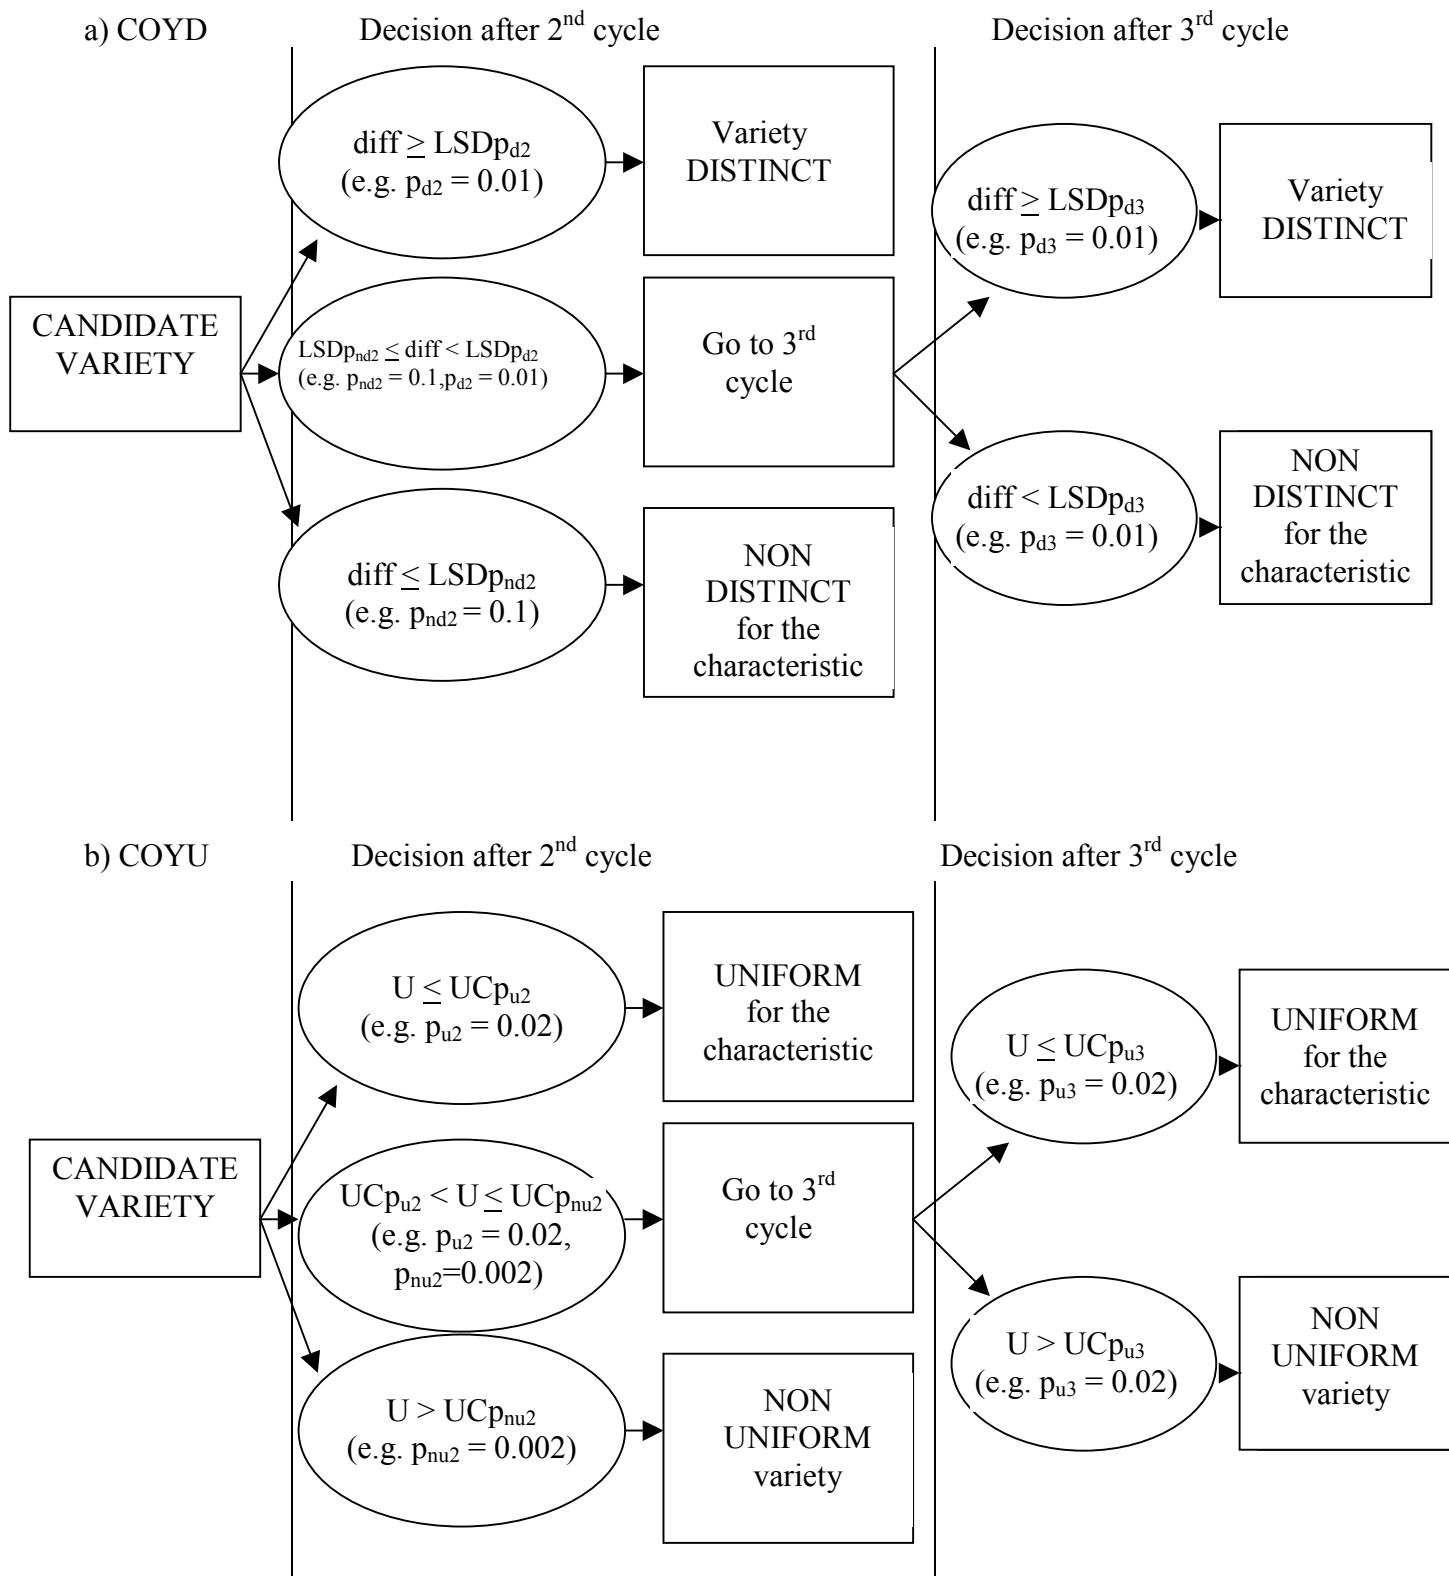 a) COYD
Decision after 2nd cycle
Decision after 3rd cycle
CANDIDATE
VARIETY
diff ≥ LSDpd2
(e.g. pd2 = 0.01)
Variety
DISTINCT
LSDpnd2 ≤ diff < LSDpd2
(e.g. pnd2 = 0.1,pd2 = 0.01)
Go to 3rd
cycle
diff ≤ LSDpnd2
(e.g. pnd2 = 0.1)
NON
DISTINCT
for the
characteristic
diff ≥ LSDpd3
(e.g. pd3 = 0.01)
Variety
DISTINCT
diff < LSDpd3
(e.g. pd3 = 0.01)
NON
DISTINCT
for the
characteristic
b) COYU
Decision after 2nd cycle
Decision after 3rd cycle
CANDIDATE
VARIETY
U ≤ UCpu2
(e.g. pu2 = 0.02)
UNIFORM
for the
characteristic
UCpu2 < U ≤ UCpnu2
(e.g. pu2 = 0.02,
pnu2=0.002)
Go to 3rd
cycle
U > UCpnu2
(e.g. pnu2 = 0.002)
NON
UNIFORM
variety
U ≤ UCpu3
(e.g. pu3 = 0.02)
UNIFORM
for the
characteristic
U > UCpu3
(e.g. pu3 = 0.02)
NON
UNIFORM
variety